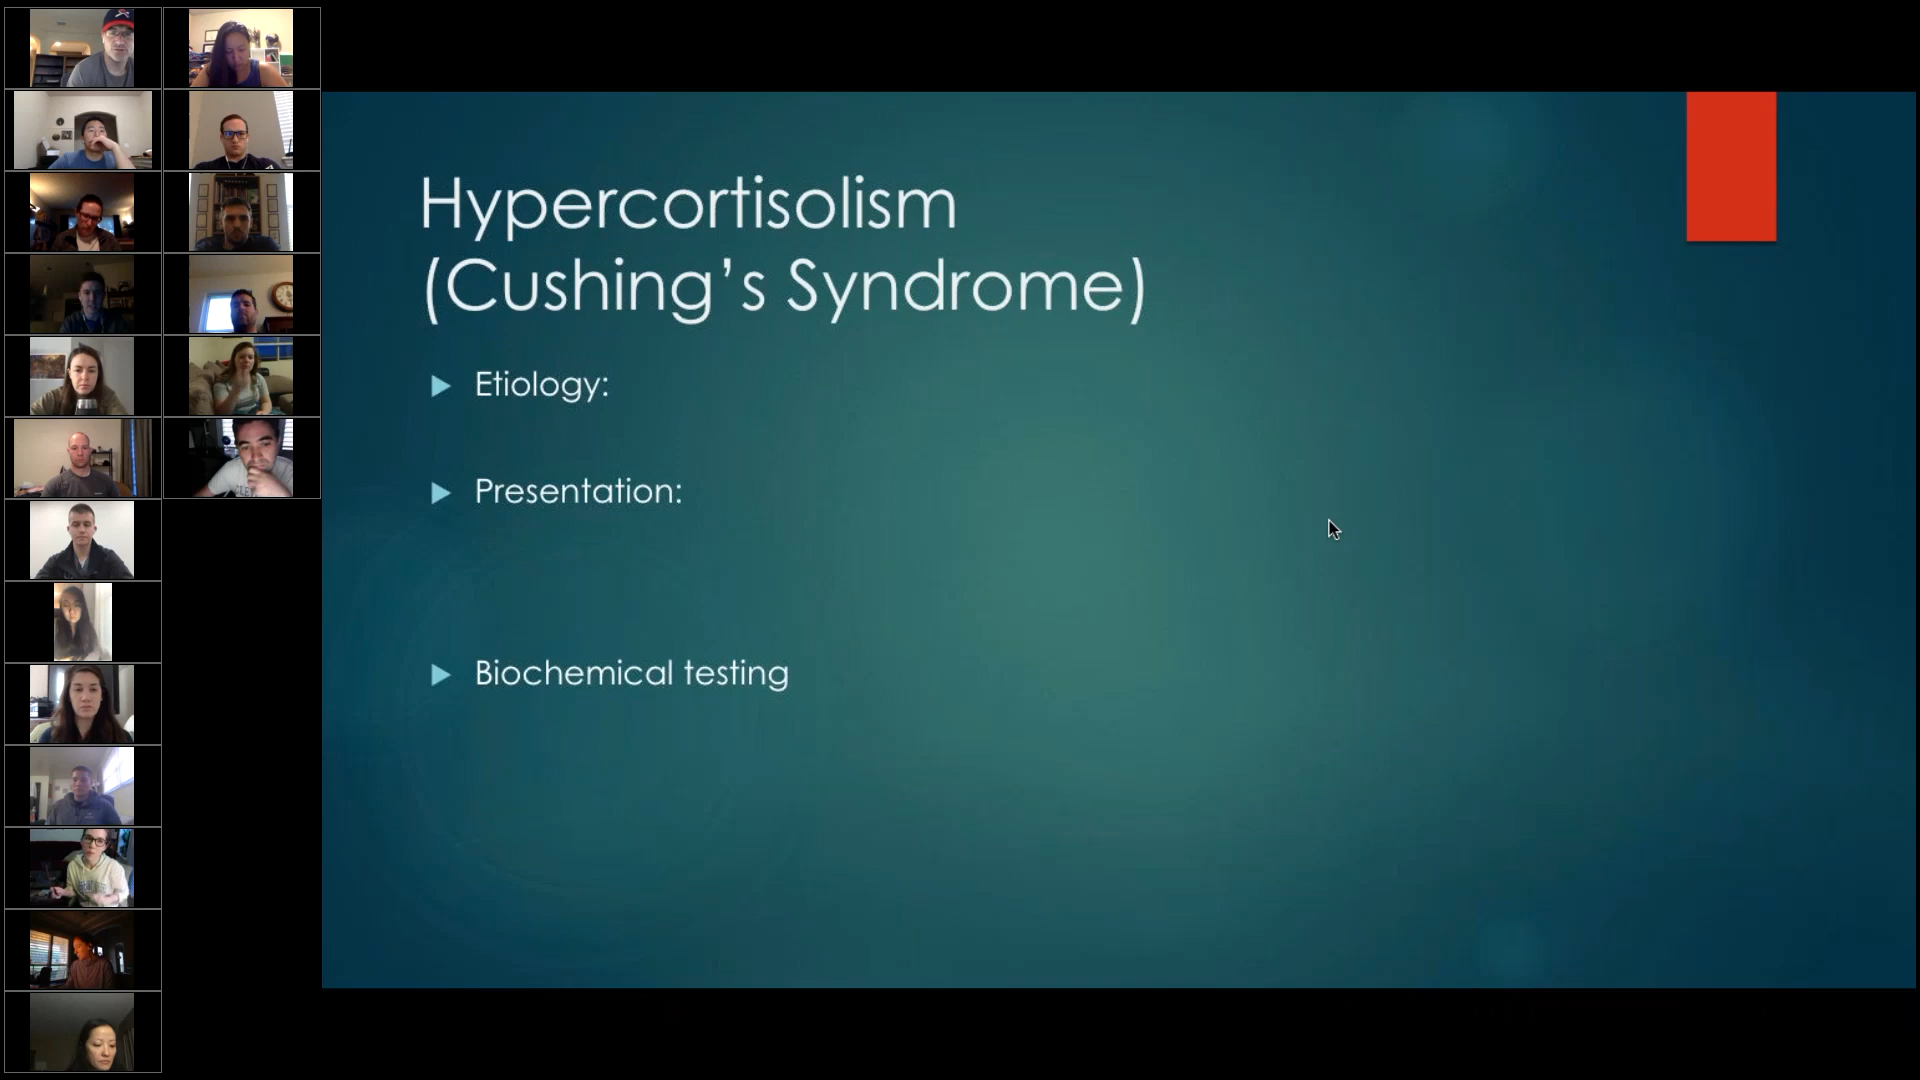 Hypercortisolism
(Cushing’s Syndrome)
Etiology:
Presentation:
Biochemical testing